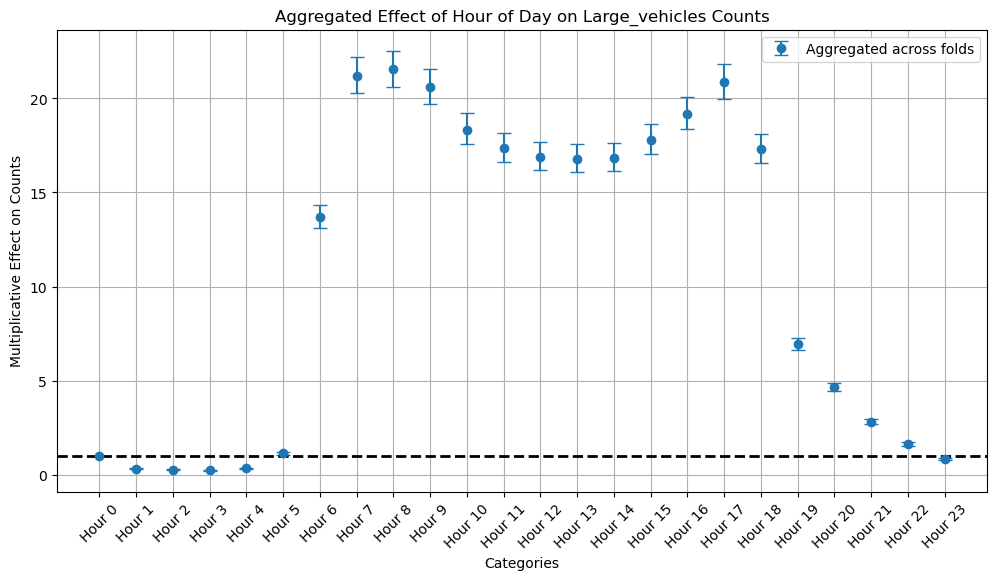 Aggregated Effect of Hour of Day on Large_vehicles Counts
Aggregated across folds
Multiplicative Effect on Counts
20
15
10
5
0
Hour 0
Hour 1
Hour 2
Hour 3
Hour 4
Hour 5
Hour 6
Hour 7
Hour 8
Hour 9
Hour 10
Hour 11
Hour 12
Hour 13
Hour 14
Hour 15
Hour 16
Hour 17
Hour 18
Hour 19
Hour 20
Hour 21
Hour 22
Hour 23
Categories